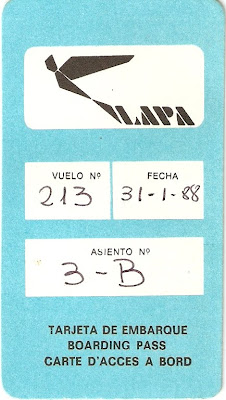 LAPA
VUELO Nº FECHA
213 31-1-88
ASIENTO Nº
3-B
TARJETA DE EMBARQUE
BOARDING PASS
CARTE D'ACCES A BORD